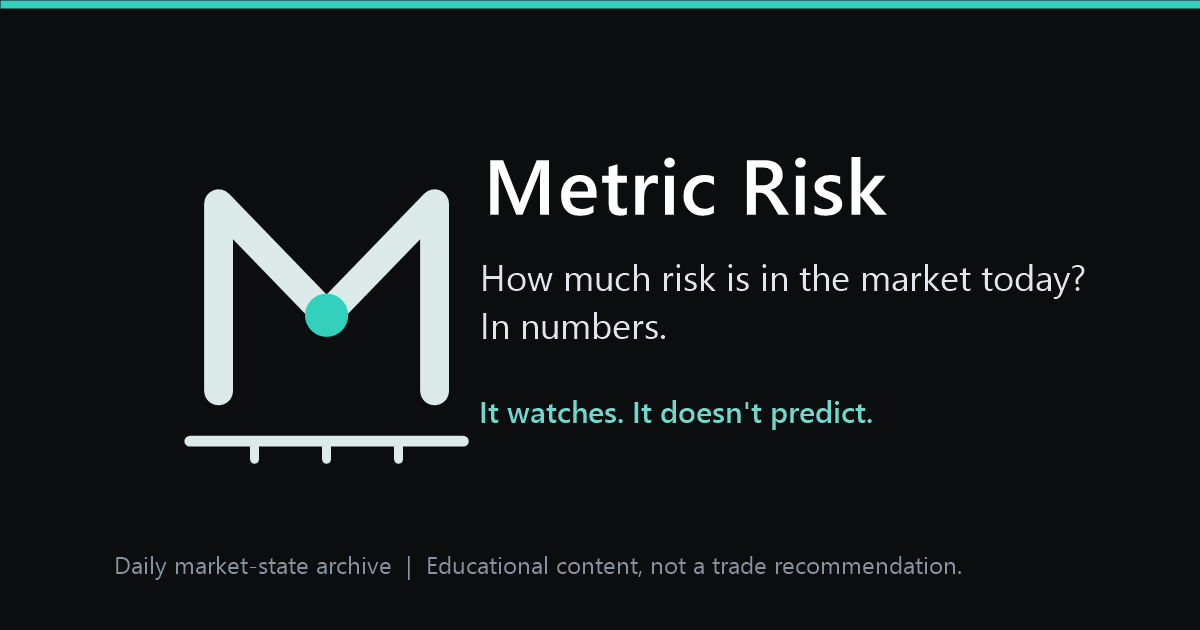 Metric Risk
How much risk is in the market today?
In numbers.
It watches. It doesn't predict.
Daily market-state archive | Educational content, not a trade recommendation.